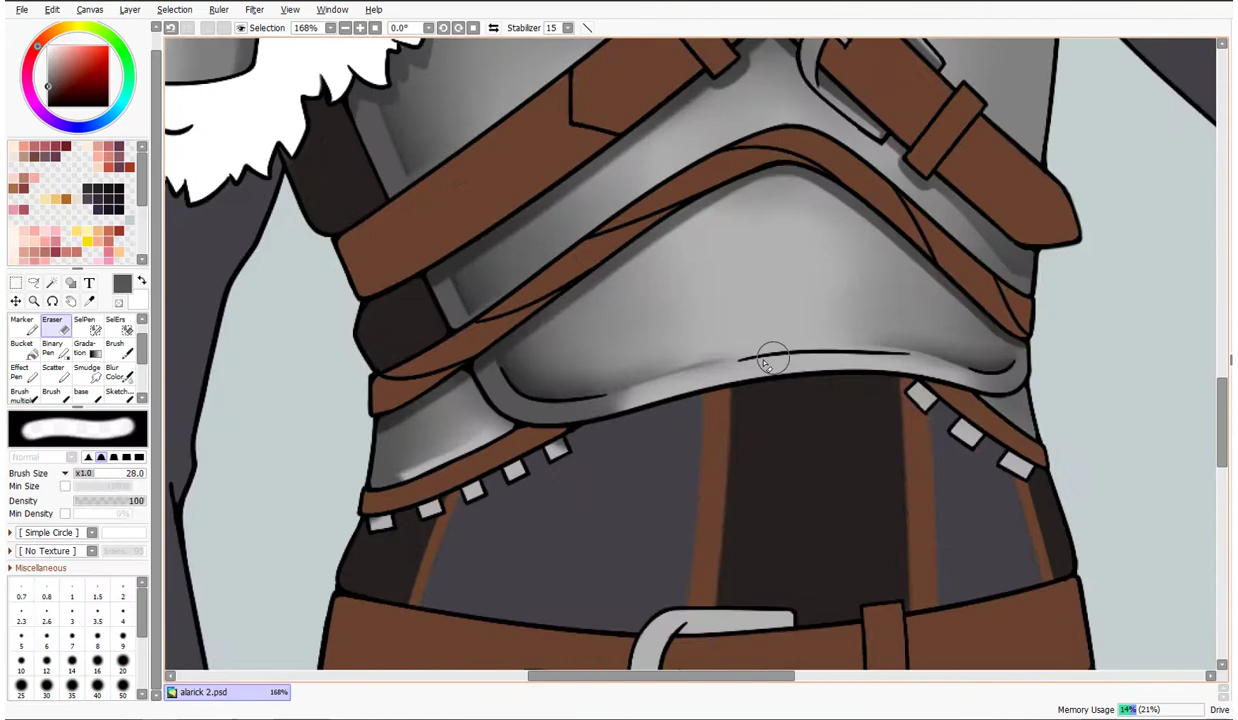 File Edit Canvas Layer Selection Ruler Filter View Window Help
Selection 168% 0.0° Stabilizer 15
T
Marker Eraser SelPen SelErs
Bucket Binary Pen Grada-tion Brush
Effect Pen Scatter Smudge Blur Color..
Brush multiple Brush base Sketch...
Normal
Brush Size x1.0 28.0
Min Size
Density 100
Min Density
[ Simple Circle ]
[ No Texture ]
Miscellaneous
0.7 0.8 1 1.5 2
2.3 2.6 3 3.5 4
5 6 7 8 9
10 12 14 16 20
25 30 35 40 50
alarick 2.psd 168%
Memory Usage 14% (21%) Drive